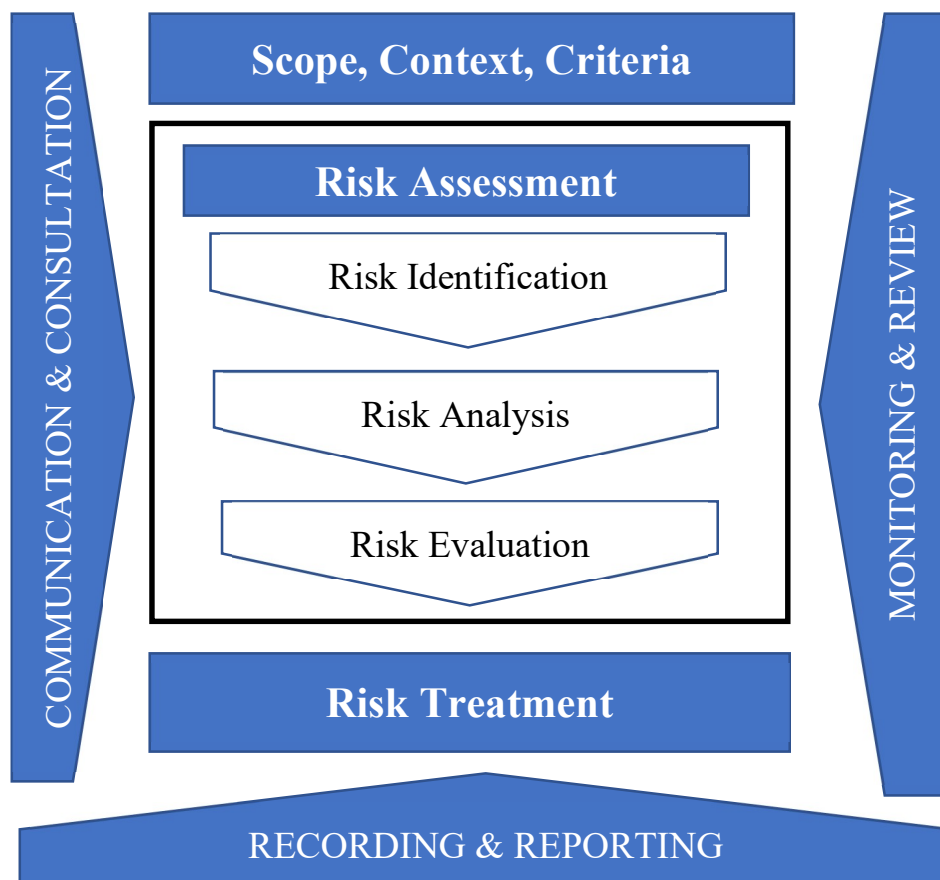 Scope, Context, Criteria
COMMUNICATION & CONSULTATION
Risk Assessment
Risk Identification
Risk Analysis
Risk Evaluation
MONITORING & REVIEW
Risk Treatment
RECORDING & REPORTING